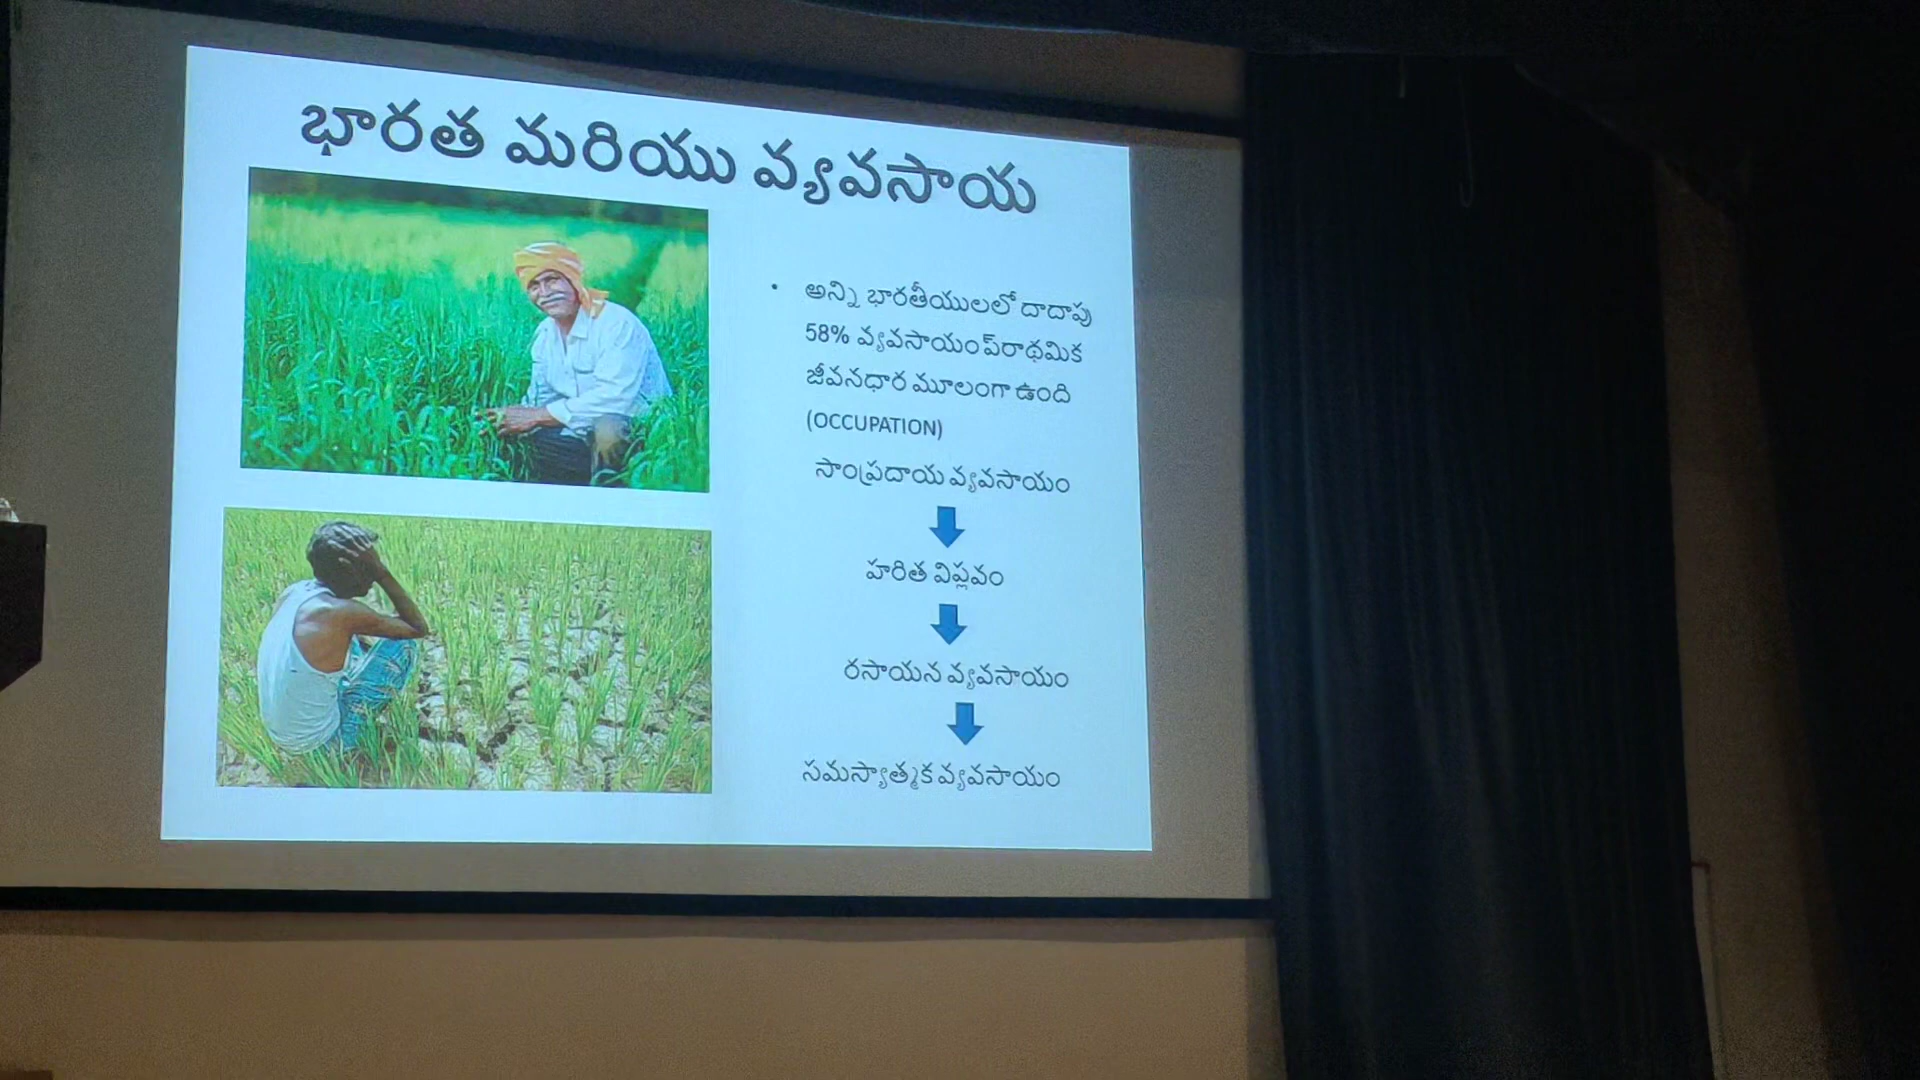 భారత మరియు వ్యవసాయ
• అన్ని భారతీయులలో దాదాపు
58% వ్యవసాయం ప్‌రాథమిక
జీవనధార మూలంగా ఉంది
(OCCUPATION)
సాంప్రదాయ వ్యవసాయం
హరిత విప్లవం
రసాయన వ్యవసాయం
సమస్యాత్మక వ్యవసాయం